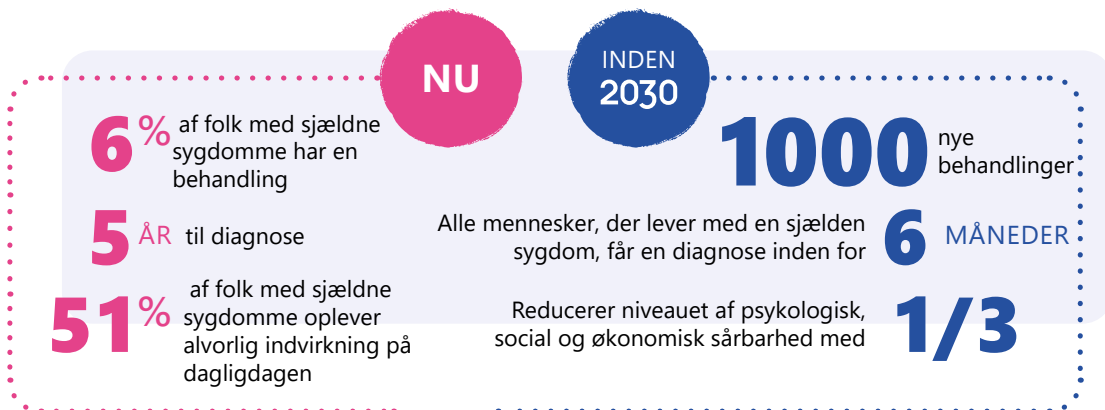 NU
6% af folk med sjældne
sygdomme har en
behandling
5 ÅR til diagnose
51% af folk med sjældne
sygdomme oplever
alvorlig indvirkning på
dagligdagen
INDEN
2030
1000 nye
behandlinger
Alle mennesker, der lever med en sjælden
sygdom, får en diagnose inden for 6 MÅNEDER
Reducerer niveauet af psykologisk,
social og økonomisk sårbarhed med 1/3